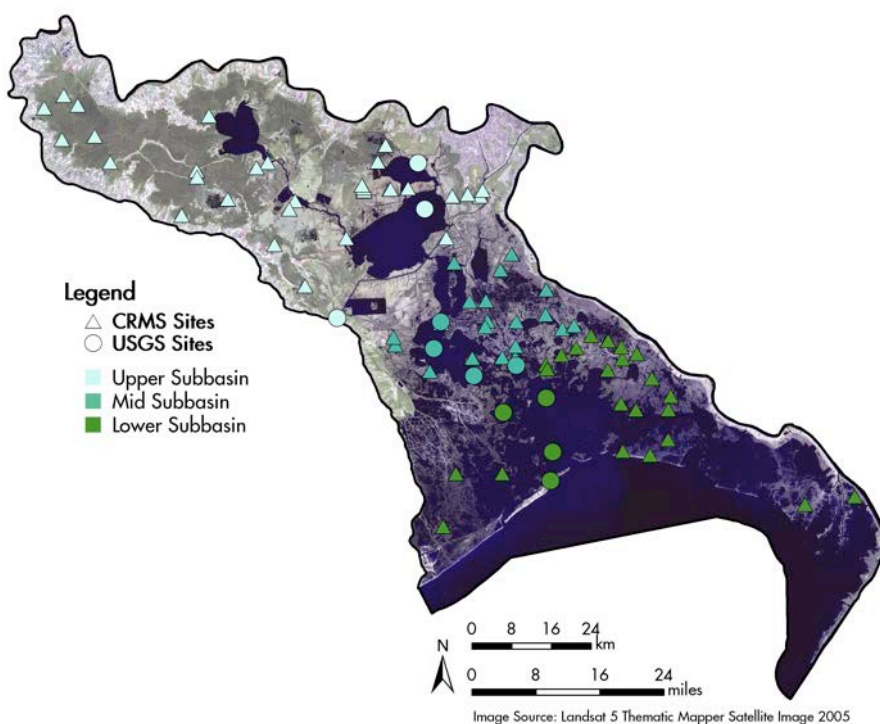 Legend
CRMS Sites
USGS Sites
Upper Subbasin
Mid Subbasin
Lower Subbasin
N
0 8 16 24
km
0 8 16 24
miles
Image Source: Landsat 5 Thematic Mapper Satellite Image 2005